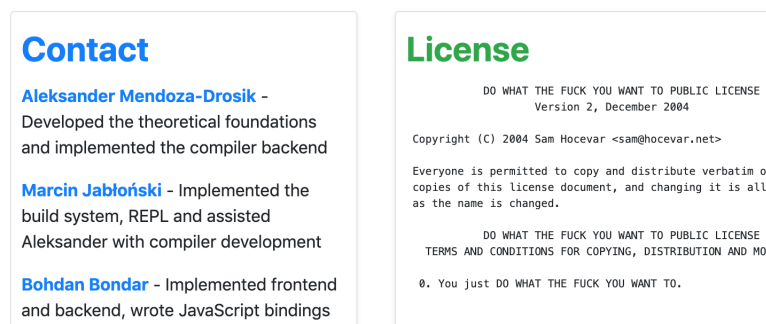 Contact
Aleksander Mendoza-Drosik -
Developed the theoretical foundations
and implemented the compiler backend
Marcin Jabłoński - Implemented the
build system, REPL and assisted
Aleksander with compiler development
Bohdan Bondar - Implemented frontend
and backend, wrote JavaScript bindings
License
DO WHAT THE FUCK YOU WANT TO PUBLIC LICENSE
Version 2, December 2004
Copyright (C) 2004 Sam Hocevar <sam@hocevar.net>
Everyone is permitted to copy and distribute verbatim o
copies of this license document, and changing it is all
as the name is changed.
DO WHAT THE FUCK YOU WANT TO PUBLIC LICENSE
TERMS AND CONDITIONS FOR COPYING, DISTRIBUTION AND MO
0. You just DO WHAT THE FUCK YOU WANT TO.